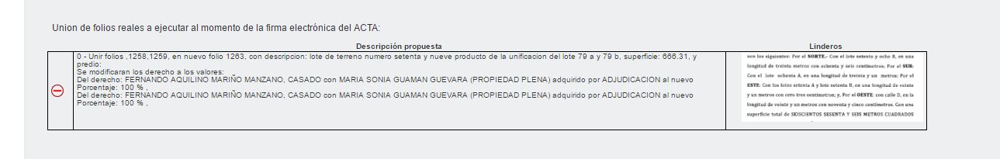 Union de folios reales a ejecutar al momento de la firma electrónica del ACTA:
Descripción propuesta
Linderos
0 - Unir folios ,1258,1259, en nuevo folio 1263, con descripcion: lote de terreno numero setenta y nueve producto de la unificacion del lote 79 a y 79 b, superficie: 666.31, y
predio:
Se modificaran los derecho a los valores:
Del derecho: FERNANDO AQUILINO MARIÑO MANZANO, CASADO con MARIA SONIA GUAMAN GUEVARA (PROPIEDAD PLENA) adquirido por ADJUDICACION al nuevo
Porcentaje: 100 % ,
Del derecho: FERNANDO AQUILINO MARIÑO MANZANO, CASADO con MARIA SONIA GUAMAN GUEVARA (PROPIEDAD PLENA) adquirido por ADJUDICACION al nuevo
Porcentaje: 100 % ,
son los siguientes: Por el NORTE.- Con el lote setenta y ocho B, en una
longitud de treinta metros con ochenta y seis centímetros; Por el SUR:
Con el lote ochenta A, en una longitud de treinta y un metros; Por el
ESTE: Con los lotes setenta A y lote setenta B, en una longitud de veinte
y un metros con cero tres centímetros; y, Por el OESTE: con calle D, en la
longitud de veinte y un metros con noventa y cinco centímetros. Con una
superficie total de SEISCIENTOS SESENTA Y SEIS METROS CUADRADOS